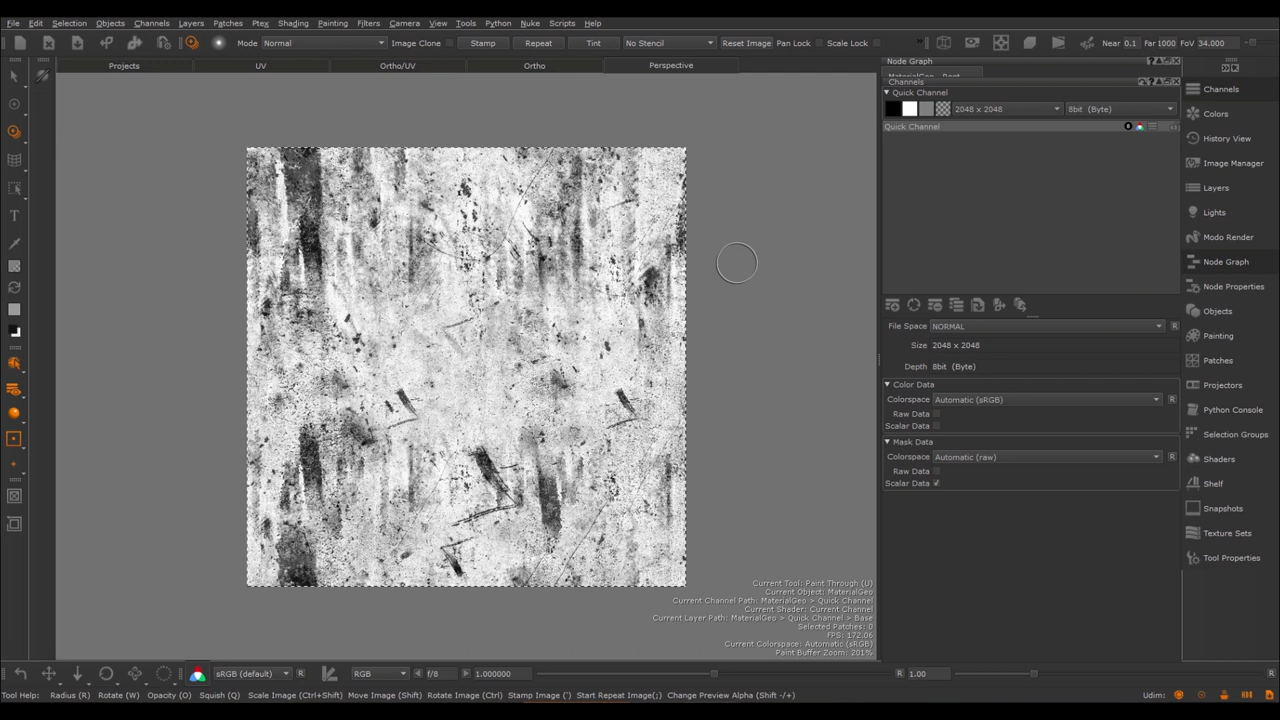 File Edit Selection Objects Channels Layers Patches Ptex Shading Painting Filters Camera View Tools Python Nuke Scripts Help
Mode Normal Image Clone Stamp Repeat Tint No Stencil Reset Image Pan Lock Scale Lock Near 0.1 Far 1000 FoV 34.000
Projects UV Ortho/UV Ortho Perspective
Node Graph
Channels
Quick Channel
2048 x 2048 8bit (Byte)
Quick Channel
File Space NORMAL R
Size 2048 x 2048
Depth 8bit (Byte)
Color Data
Colorspace Automatic (sRGB) R
Raw Data
Scalar Data
Mask Data
Colorspace Automatic (raw) R
Raw Data
Scalar Data
Channels
Colors
History View
Image Manager
Layers
Lights
Modo Render
Node Graph
Node Properties
Objects
Painting
Patches
Projectors
Python Console
Selection Groups
Shaders
Shelf
Snapshots
Texture Sets
Tool Properties
Current Tool: Paint Through (U)
Current Object: MaterialGeo
Current Channel Path: MaterialGeo > Quick Channel
Current Shader: Current Channel
Current Layer Path: MaterialGeo > Quick Channel > Base
Selected Patches: 0
FPS: 172.06
Current Colorspace: Automatic (sRGB)
Paint Buffer Zoom: 201%
sRGB (default) R RGB f/8 1.000000 R 1.00 R
Tool Help: Radius (R) Rotate (W) Opacity (O) Squish (Q) Scale Image (Ctrl+Shift) Move Image (Shift) Rotate Image (Ctrl) Stamp Image (') Start Repeat Image(;) Change Preview Alpha (Shift -/+) Udim: